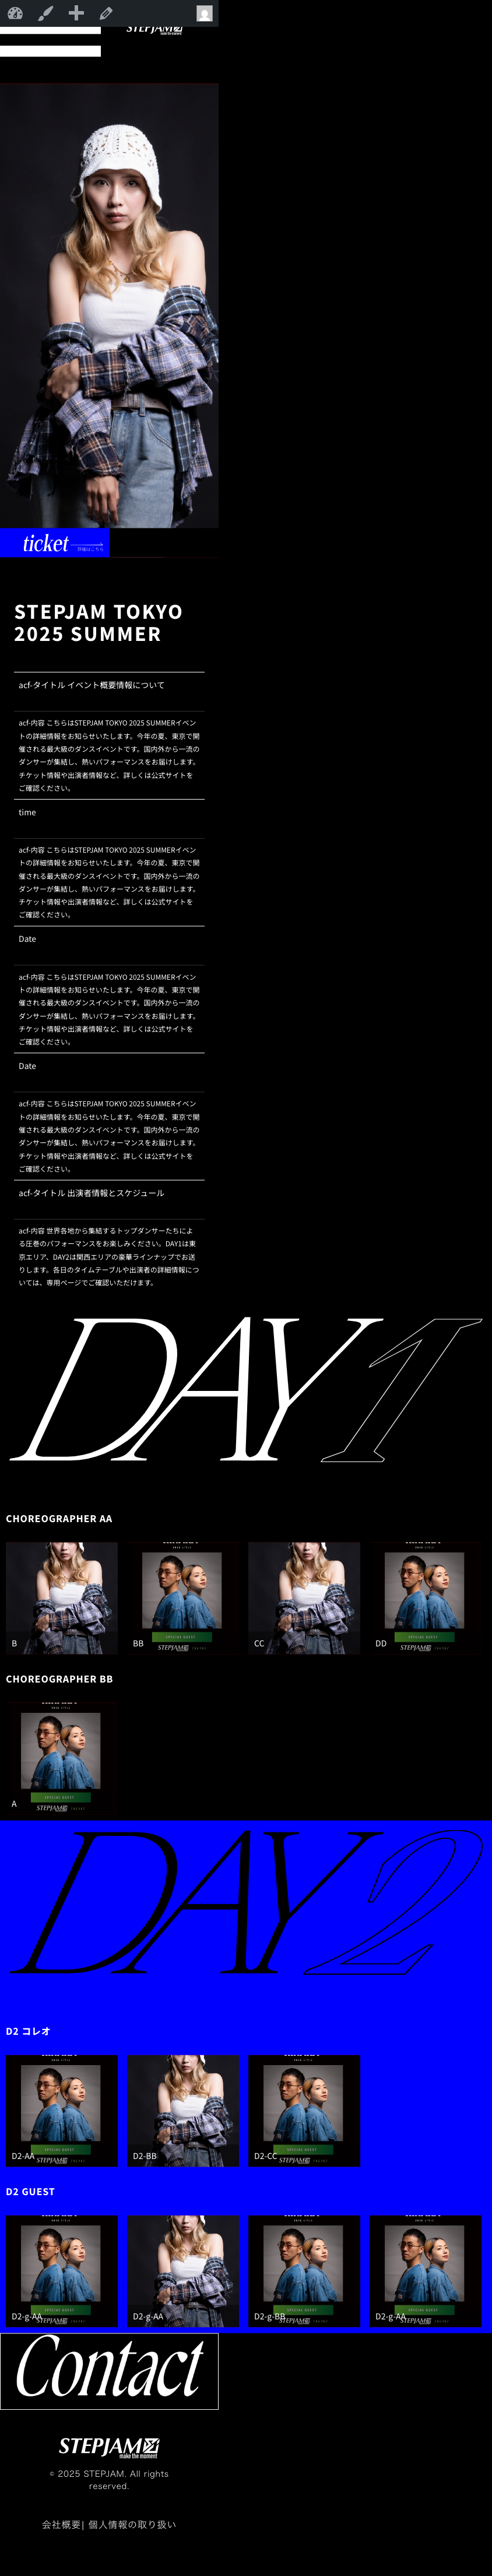 STEPJAM
make the moment
ticket
詳細はこちら
STEPJAM TOKYO
2025 SUMMER
acf-タイトル イベント概要情報について
acf-内容 こちらはSTEPJAM TOKYO 2025 SUMMERイベン
トの詳細情報をお知らせいたします。今年の夏、東京で開
催される最大級のダンスイベントです。国内外から一流の
ダンサーが集結し、熱いパフォーマンスをお届けします。
チケット情報や出演者情報など、詳しくは公式サイトを
ご確認ください。
time
acf-内容 こちらはSTEPJAM TOKYO 2025 SUMMERイベン
トの詳細情報をお知らせいたします。今年の夏、東京で開
催される最大級のダンスイベントです。国内外から一流の
ダンサーが集結し、熱いパフォーマンスをお届けします。
チケット情報や出演者情報など、詳しくは公式サイトを
ご確認ください。
Date
acf-内容 こちらはSTEPJAM TOKYO 2025 SUMMERイベン
トの詳細情報をお知らせいたします。今年の夏、東京で開
催される最大級のダンスイベントです。国内外から一流の
ダンサーが集結し、熱いパフォーマンスをお届けします。
チケット情報や出演者情報など、詳しくは公式サイトを
ご確認ください。
Date
acf-内容 こちらはSTEPJAM TOKYO 2025 SUMMERイベン
トの詳細情報をお知らせいたします。今年の夏、東京で開
催される最大級のダンスイベントです。国内外から一流の
ダンサーが集結し、熱いパフォーマンスをお届けします。
チケット情報や出演者情報など、詳しくは公式サイトを
ご確認ください。
acf-タイトル 出演者情報とスケジュール
acf-内容 世界各地から集結するトップダンサーたちによ
る圧巻のパフォーマンスをお楽しみください。DAY1は東
京エリア、DAY2は関西エリアの豪華ラインナップでお送
りします。各日のタイムテーブルや出演者の詳細情報につ
いては、専用ページでご確認いただけます。
DAY1
CHOREOGRAPHER AA
SPECIAL GUEST
SPECIAL GUEST
B
BB
CC
DD
STEPJAM
STEPJAM
CHOREOGRAPHER BB
SPECIAL GUEST
A
STEPJAM
DAY2
D2 コレオ
SPECIAL GUEST
SPECIAL GUEST
D2-AA
D2-BB
D2-CC
STEPJAM
STEPJAM
D2 GUEST
SPECIAL GUEST
SPECIAL GUEST
SPECIAL GUEST
D2-g-AA
D2-g-AA
D2-g-BB
D2-g-AA
STEPJAM
STEPJAM
STEPJAM
Contact
STEPJAM
make the moment
© 2025 STEPJAM. All rights
reserved.
会社概要| 個人情報の取り扱い